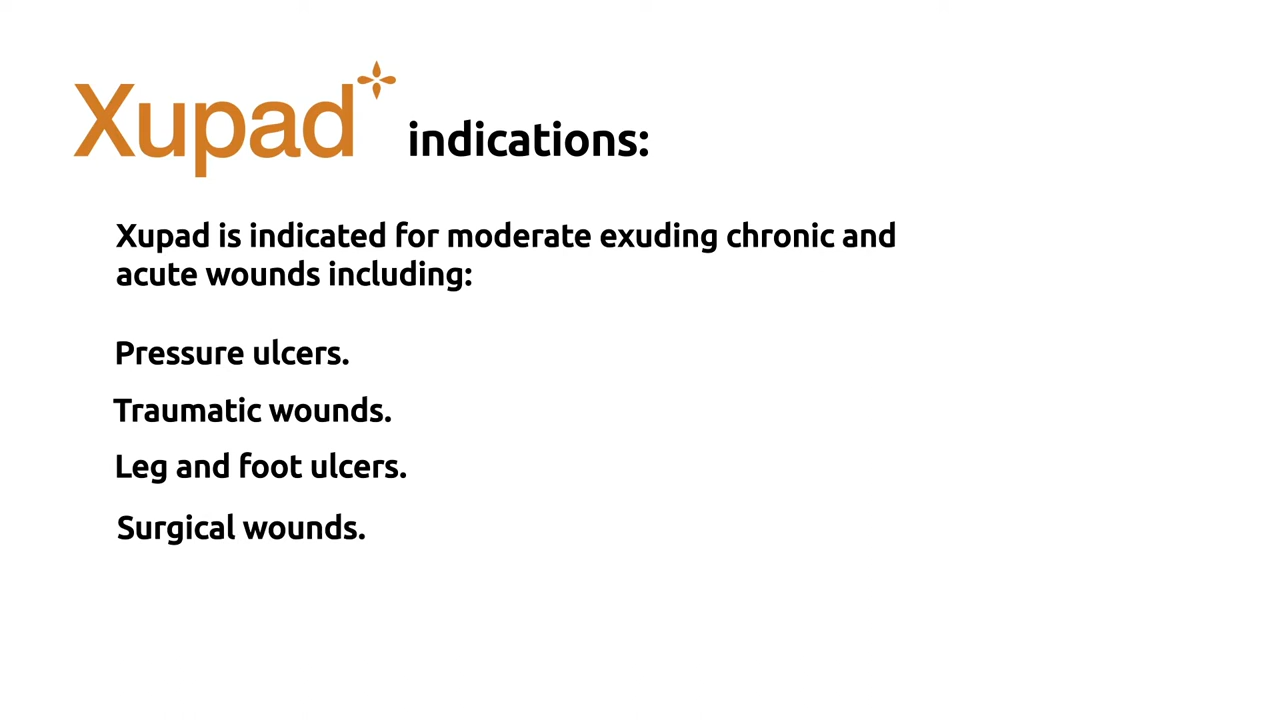 Xupad indications:
Xupad is indicated for moderate exuding chronic and
acute wounds including:
Pressure ulcers.
Traumatic wounds.
Leg and foot ulcers.
Surgical wounds.